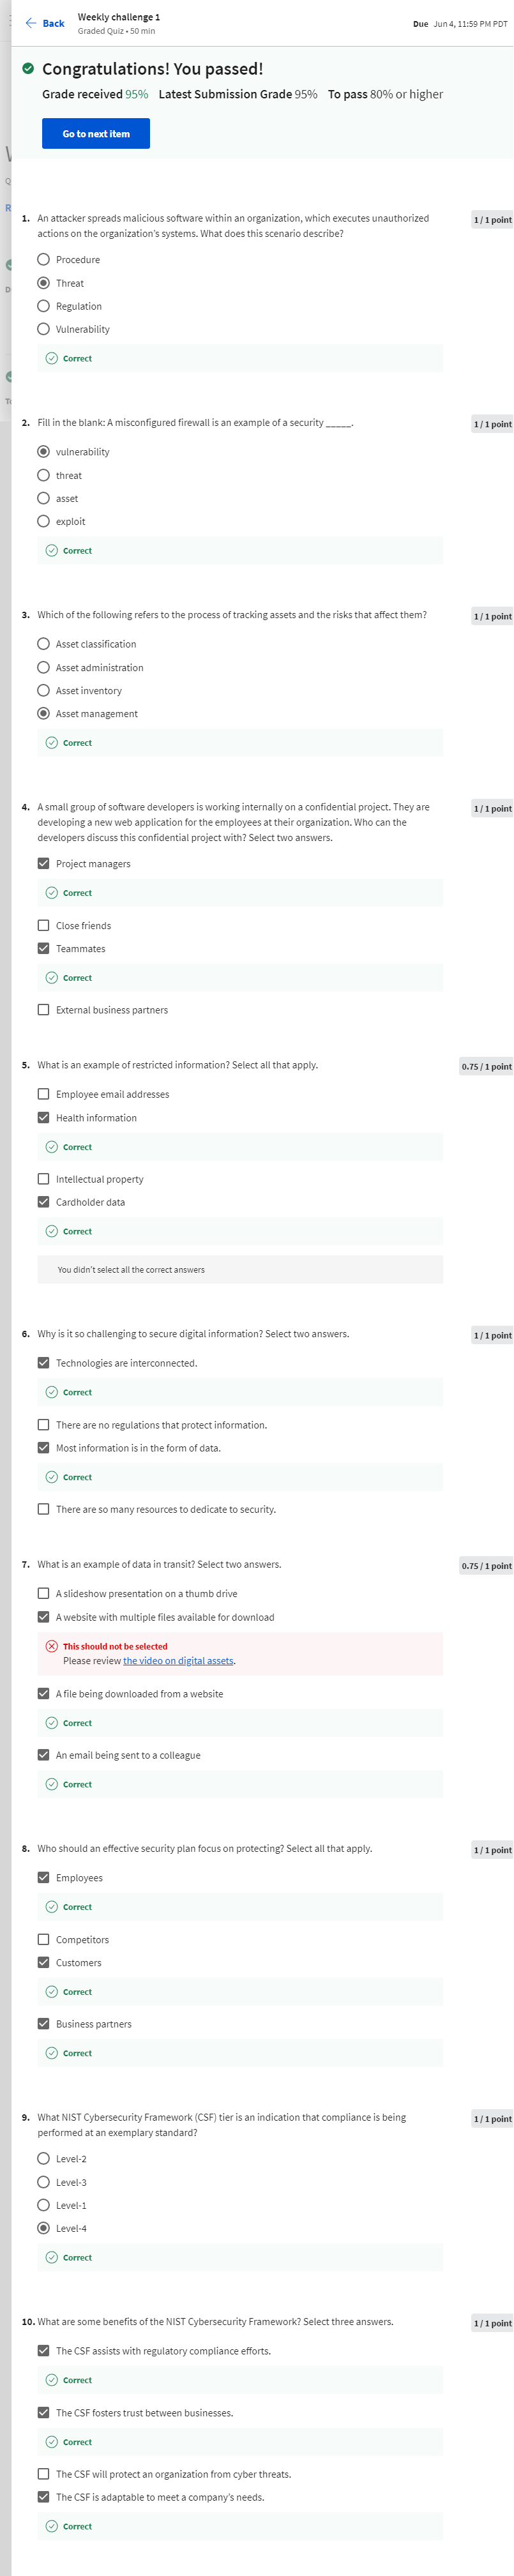 Back
Weekly challenge 1
Graded Quiz • 50 min
Due Jun 4, 11:59 PM PDT
Congratulations! You passed!
Grade received 95% Latest Submission Grade 95% To pass 80% or higher
Go to next item
1. An attacker spreads malicious software within an organization, which executes unauthorized
actions on the organization's systems. What does this scenario describe?
1 / 1 point
Procedure
Threat
Regulation
Vulnerability
Correct
2. Fill in the blank: A misconfigured firewall is an example of a security _____.
1 / 1 point
vulnerability
threat
asset
exploit
Correct
3. Which of the following refers to the process of tracking assets and the risks that affect them?
1 / 1 point
Asset classification
Asset administration
Asset inventory
Asset management
Correct
4. A small group of software developers is working internally on a confidential project. They are
developing a new web application for the employees at their organization. Who can the
developers discuss this confidential project with? Select two answers.
1 / 1 point
Project managers
Correct
Close friends
Teammates
Correct
External business partners
5. What is an example of restricted information? Select all that apply.
0.75 / 1 point
Employee email addresses
Health information
Correct
Intellectual property
Cardholder data
Correct
You didn't select all the correct answers
6. Why is it so challenging to secure digital information? Select two answers.
1 / 1 point
Technologies are interconnected.
Correct
There are no regulations that protect information.
Most information is in the form of data.
Correct
There are so many resources to dedicate to security.
7. What is an example of data in transit? Select two answers.
0.75 / 1 point
A slideshow presentation on a thumb drive
A website with multiple files available for download
This should not be selected
Please review the video on digital assets.
A file being downloaded from a website
Correct
An email being sent to a colleague
Correct
8. Who should an effective security plan focus on protecting? Select all that apply.
1 / 1 point
Employees
Correct
Competitors
Customers
Correct
Business partners
Correct
9. What NIST Cybersecurity Framework (CSF) tier is an indication that compliance is being
performed at an exemplary standard?
1 / 1 point
Level-2
Level-3
Level-1
Level-4
Correct
10. What are some benefits of the NIST Cybersecurity Framework? Select three answers.
1 / 1 point
The CSF assists with regulatory compliance efforts.
Correct
The CSF fosters trust between businesses.
Correct
The CSF will protect an organization from cyber threats.
The CSF is adaptable to meet a company's needs.
Correct